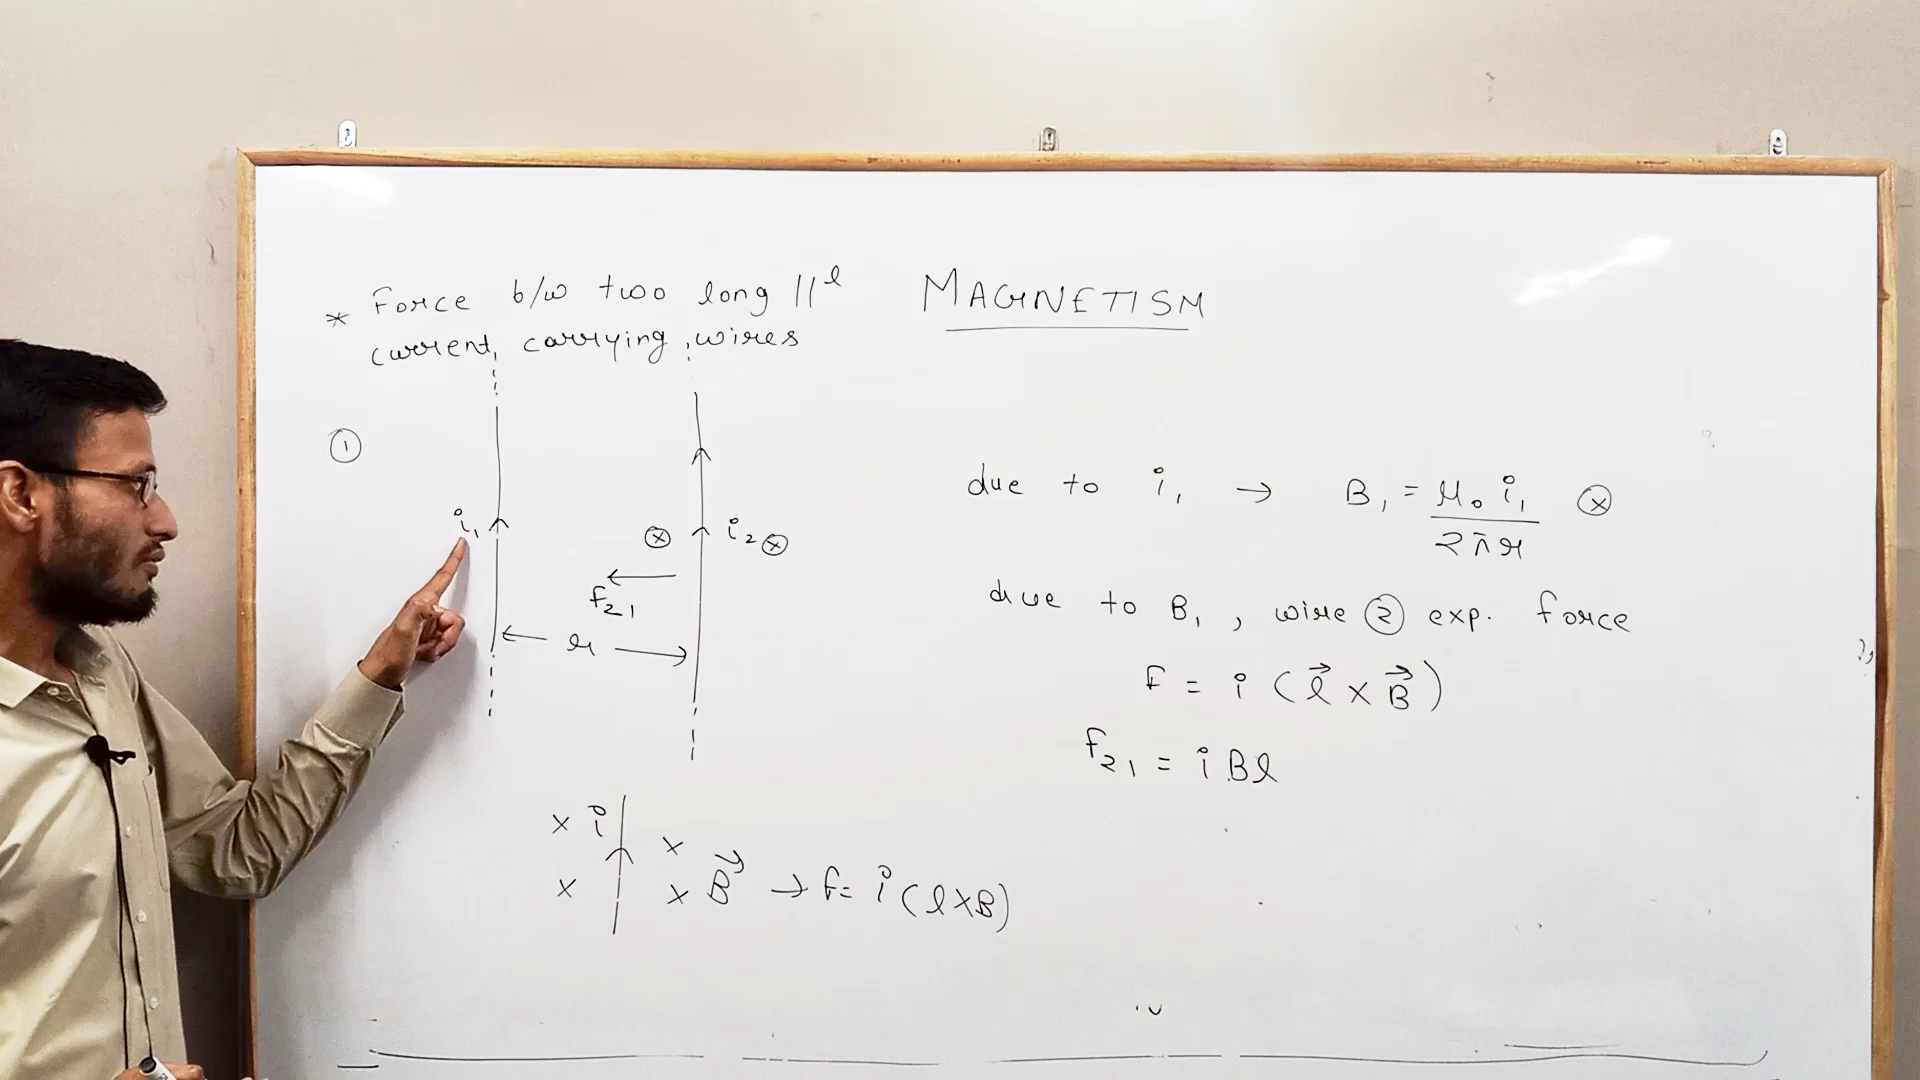 MAGNETISM
* Force b/w two long ||ˡ
current carrying wires
①
i₁
⊗ i₂ ⊗
f₂₁
r
× i ×
× × B⃗ → f = i (l×B)
due to i₁ → B₁ = μ₀ i₁ / 2πr ⊗
due to B₁ , wire ② exp. force
F = i (l⃗ × B⃗)
f₂₁ = i B l